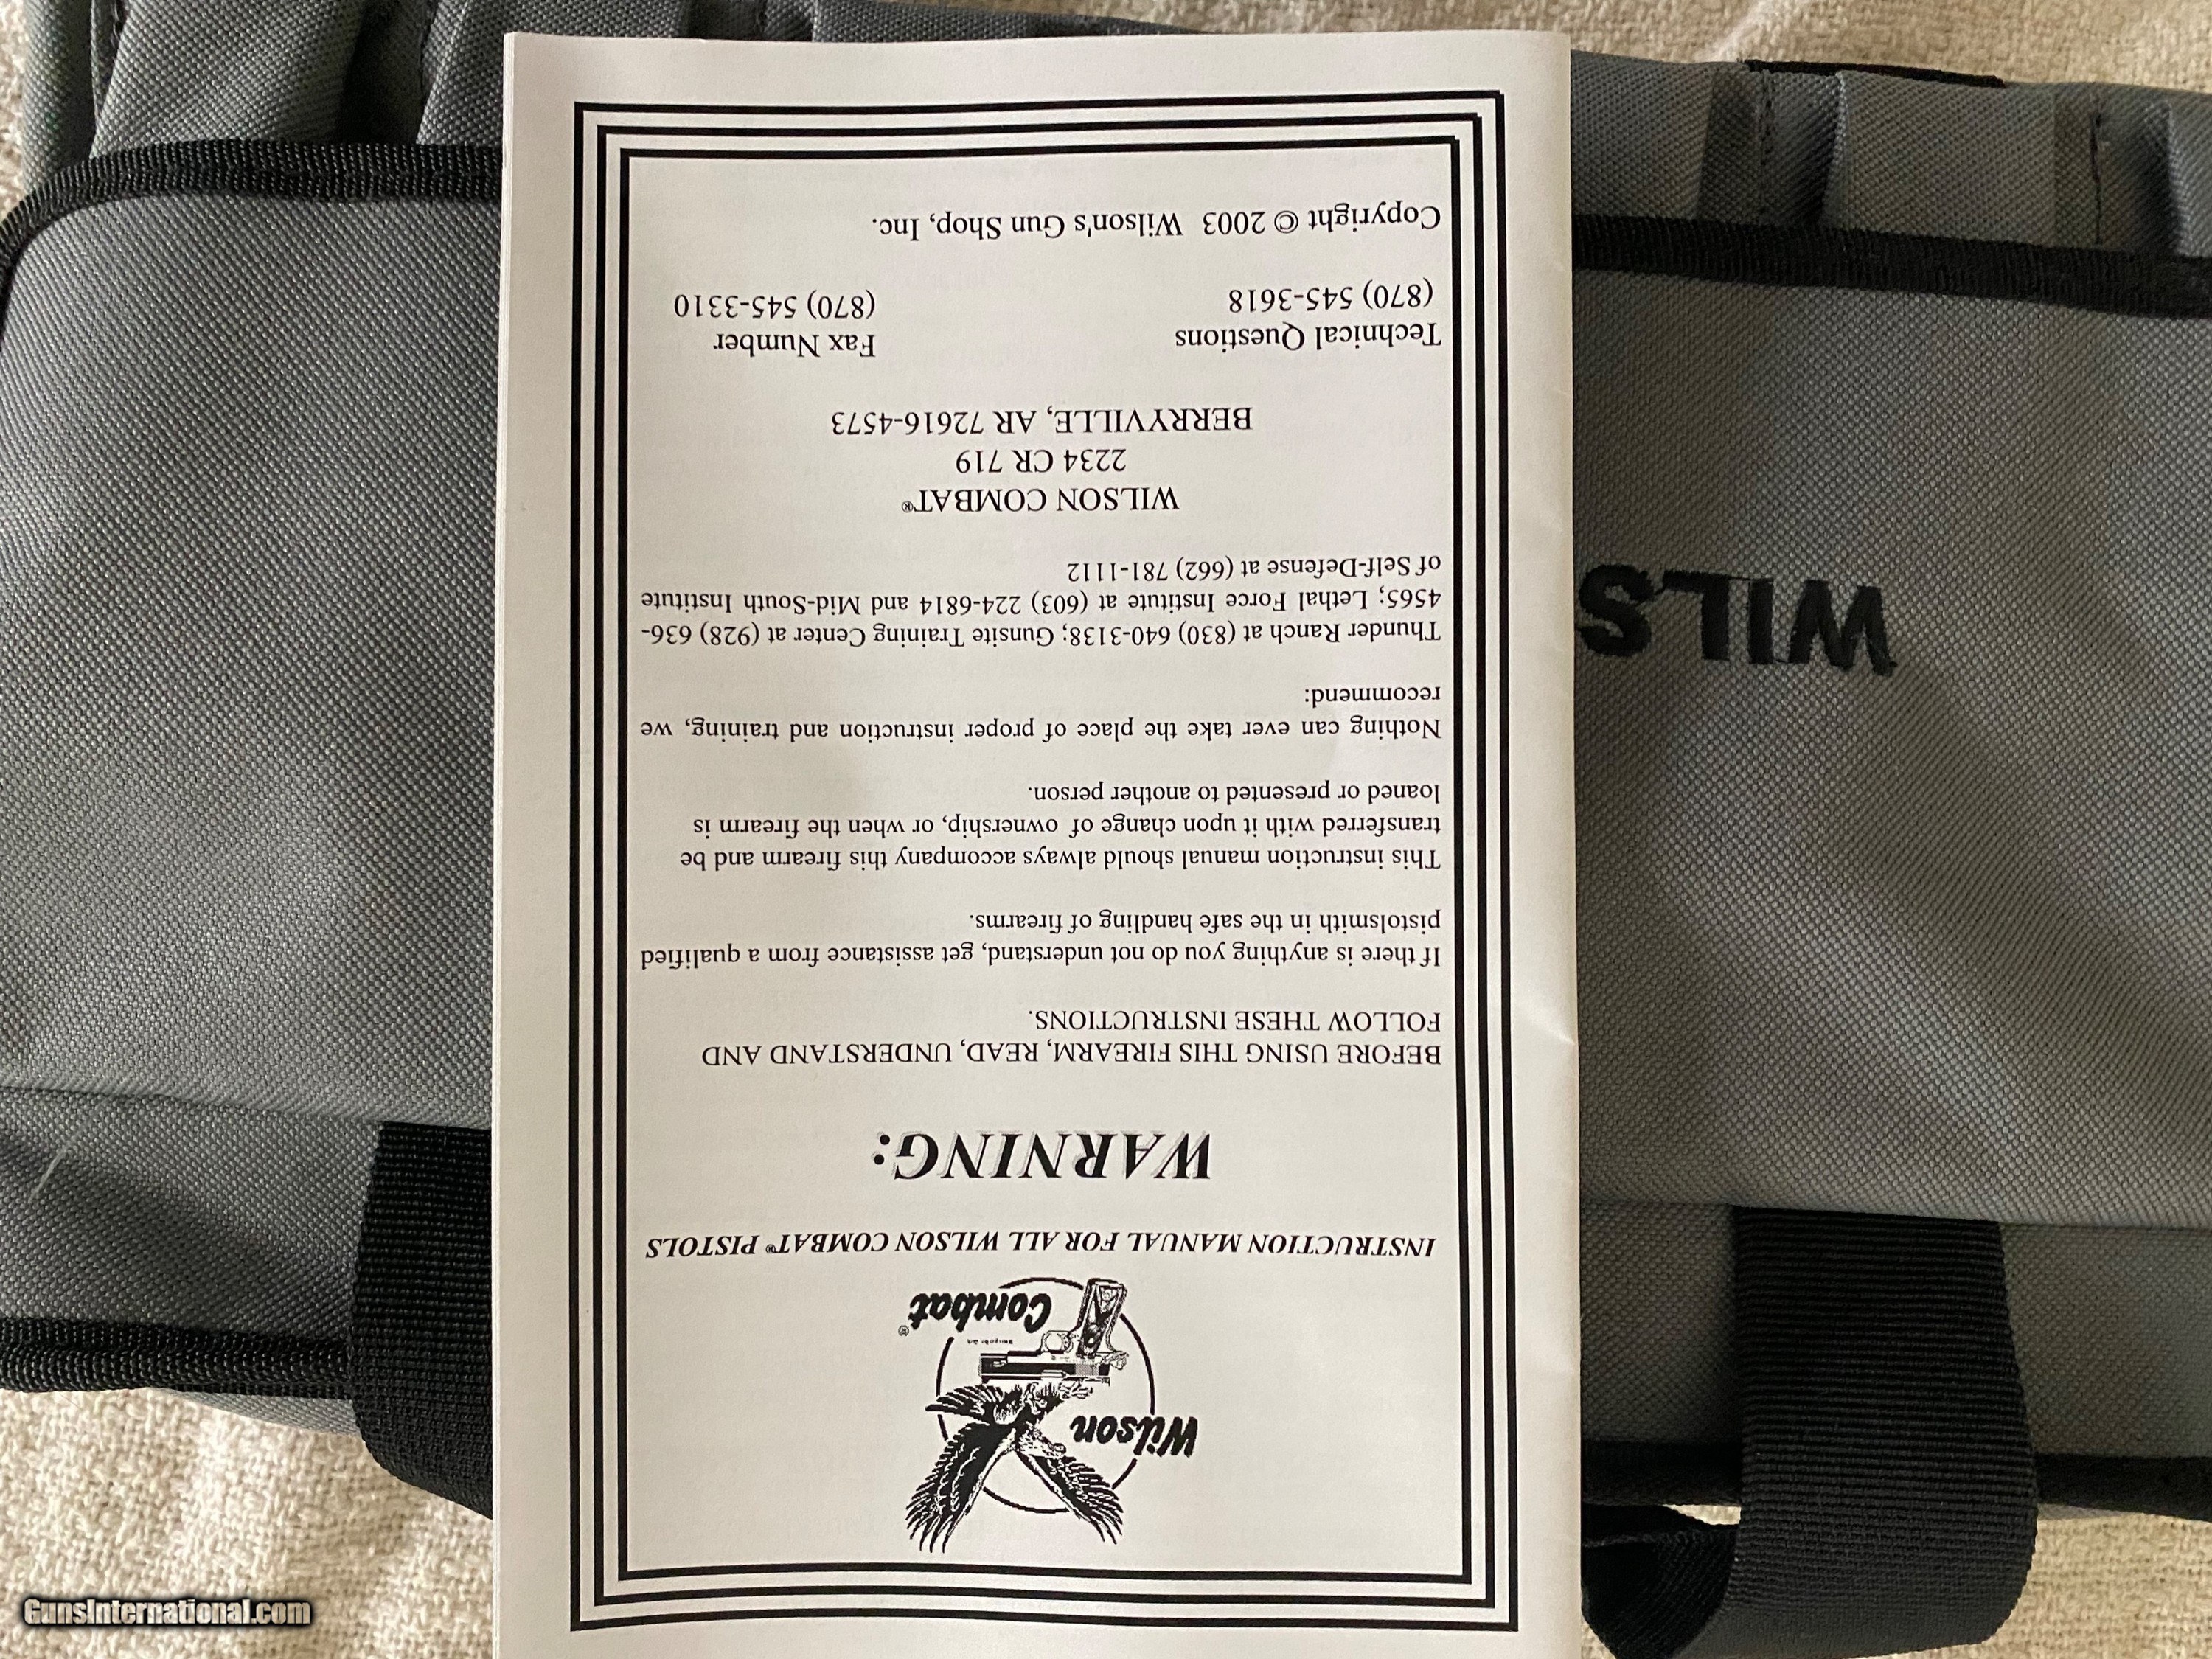 Wilson
Combat®
INSTRUCTION MANUAL FOR ALL WILSON COMBAT® PISTOLS
WARNING:
BEFORE USING THIS FIREARM, READ, UNDERSTAND AND
FOLLOW THESE INSTRUCTIONS.
If there is anything you do not understand, get assistance from a qualified
pistolsmith in the safe handling of firearms.
This instruction manual should always accompany this firearm and be
transferred with it upon change of ownership, or when the firearm is
loaned or presented to another person.
Nothing can ever take the place of proper instruction and training, we
recommend:
Thunder Ranch at (830) 640-3138; Gunsite Training Center at (928) 636-
4565; Lethal Force Institute at (603) 224-6814 and Mid-South Institute
of Self-Defense at (662) 781-1112
WILSON COMBAT®
2234 CR 719
BERRYVILLE, AR 72616-4573
Technical Questions Fax Number
(870) 545-3618 (870) 545-3310
Copyright © 2003 Wilson's Gun Shop, Inc.
WILS
GunsInternational.com